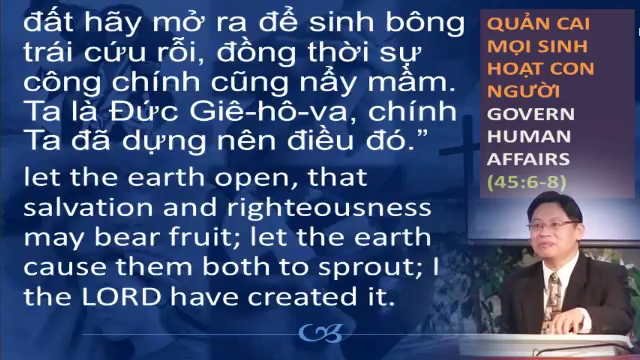 đất hãy mở ra để sinh bông
trái cứu rỗi, đồng thời sự
công chính cũng nẩy mầm.
Ta là Đức Giê-hô-va, chính
Ta đã dựng nên điều đó.”
let the earth open, that
salvation and righteousness
may bear fruit; let the earth
cause them both to sprout; I
the LORD have created it.
QUẢN CAI
MỌI SINH
HOẠT CON
NGƯỜI
GOVERN
HUMAN
AFFAIRS
(45:6-8)